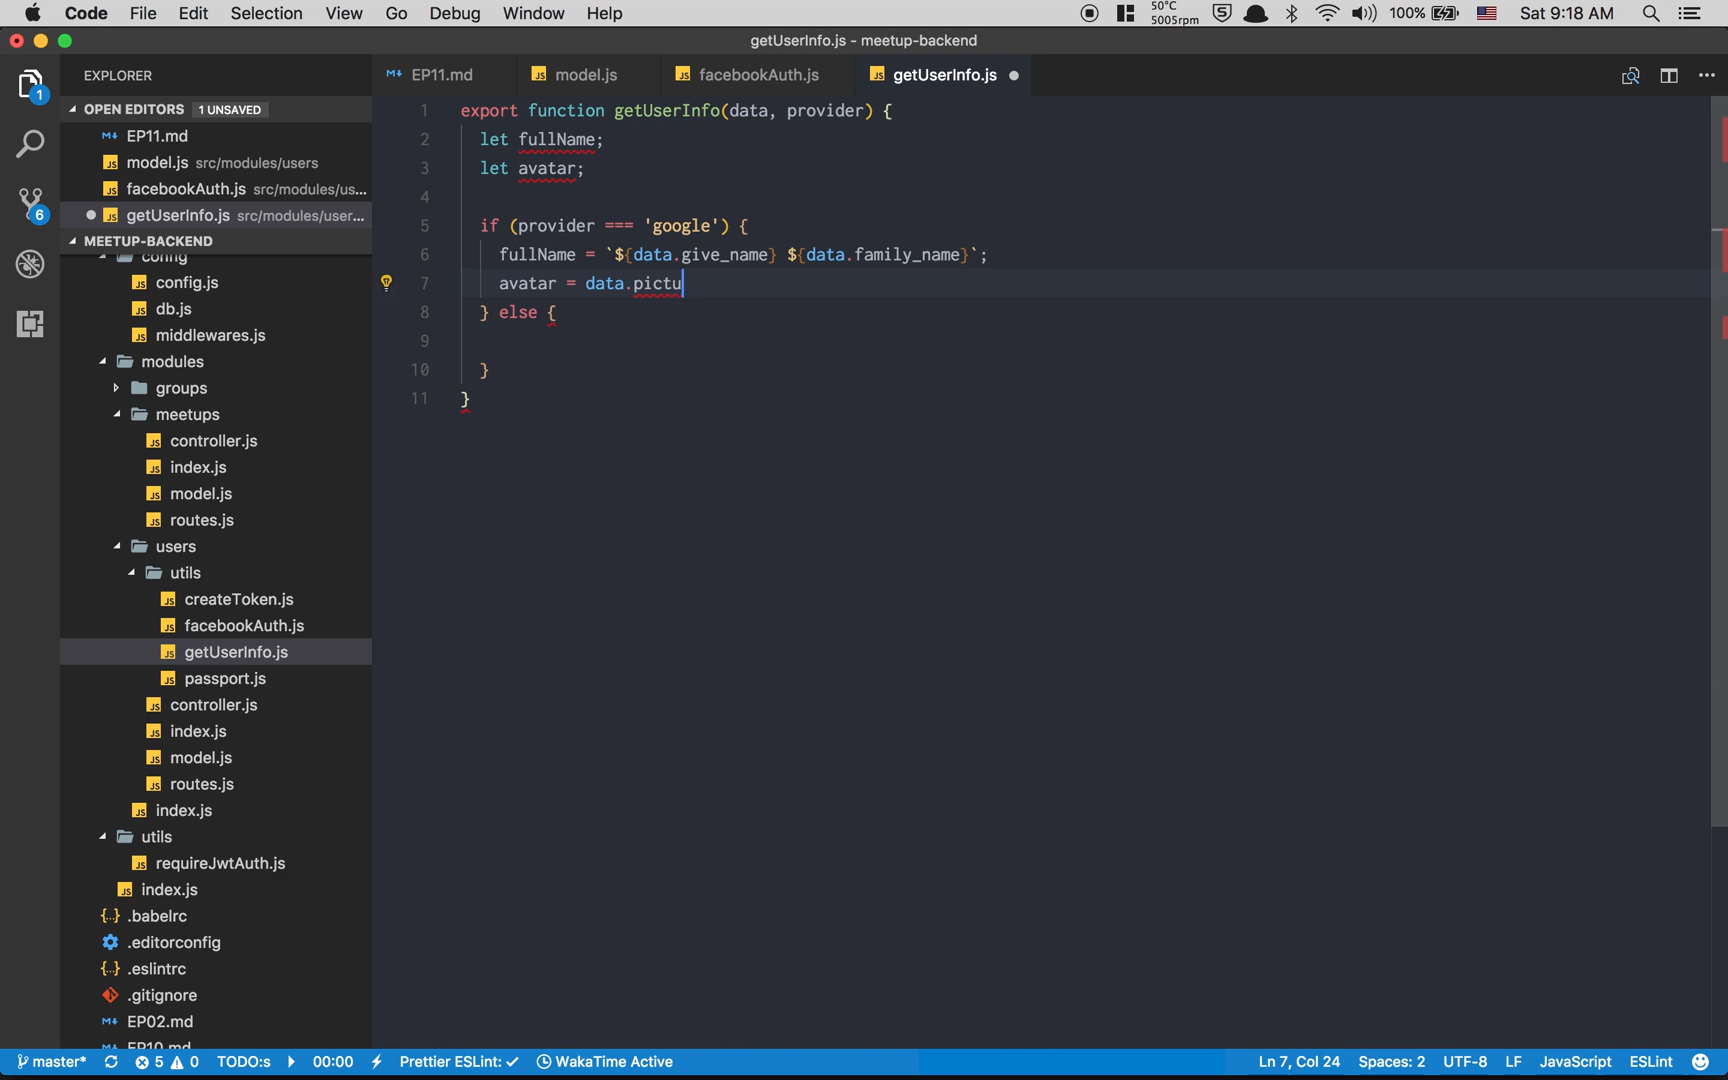 Code File Edit Selection View Go Debug Window Help 50°C 5005rpm 100% Sat 9:18 AM
getUserInfo.js - meetup-backend
EXPLORER
OPEN EDITORS 1 UNSAVED
EP11.md
model.js src/modules/users
facebookAuth.js src/modules/us...
getUserInfo.js src/modules/user...
MEETUP-BACKEND
config
config.js
db.js
middlewares.js
modules
groups
meetups
controller.js
index.js
model.js
routes.js
users
utils
createToken.js
facebookAuth.js
getUserInfo.js
passport.js
controller.js
index.js
model.js
routes.js
index.js
utils
requireJwtAuth.js
index.js
.babelrc
.editorconfig
.eslintrc
.gitignore
EP02.md
EP10.md
1
6
EP11.md model.js facebookAuth.js getUserInfo.js
1 export function getUserInfo(data, provider) {
2 let fullName;
3 let avatar;
4
5 if (provider === 'google') {
6 fullName = `${data.give_name} ${data.family_name}`;
7 avatar = data.pictu
8 } else {
9
10 }
11 }
master* 5 0 TODO:s 00:00 Prettier ESLint: ✓ WakaTime Active Ln 7, Col 24 Spaces: 2 UTF-8 LF JavaScript ESLint